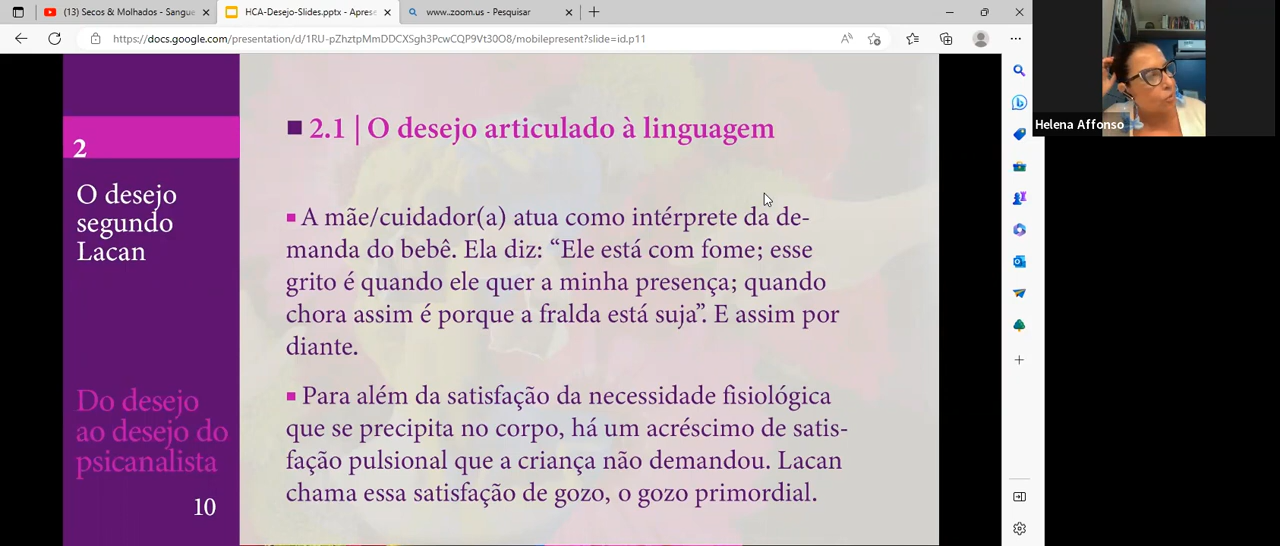 (13) Secos & Molhados - Sangue
HCA-Desejo-Slides.pptx - Aprese
www..zoom.us - Pesquisar
https://docs.google.com/presentation/d/1RU-pZhztpMmDDCXSgh3PcwCQP9Vt30O8/mobilepresent?slide=id.p11
Helena Affonso
2
O desejo
segundo
Lacan
Do desejo
ao desejo do
psicanalista
10
2.1 | O desejo articulado à linguagem
A mãe/cuidador(a) atua como intérprete da de-
manda do bebê. Ela diz: “Ele está com fome; esse
grito é quando ele quer a minha presença; quando
chora assim é porque a fralda está suja”. E assim por
diante.
Para além da satisfação da necessidade fisiológica
que se precipita no corpo, há um acréscimo de satis-
fação pulsional que a criança não demandou. Lacan
chama essa satisfação de gozo, o gozo primordial.